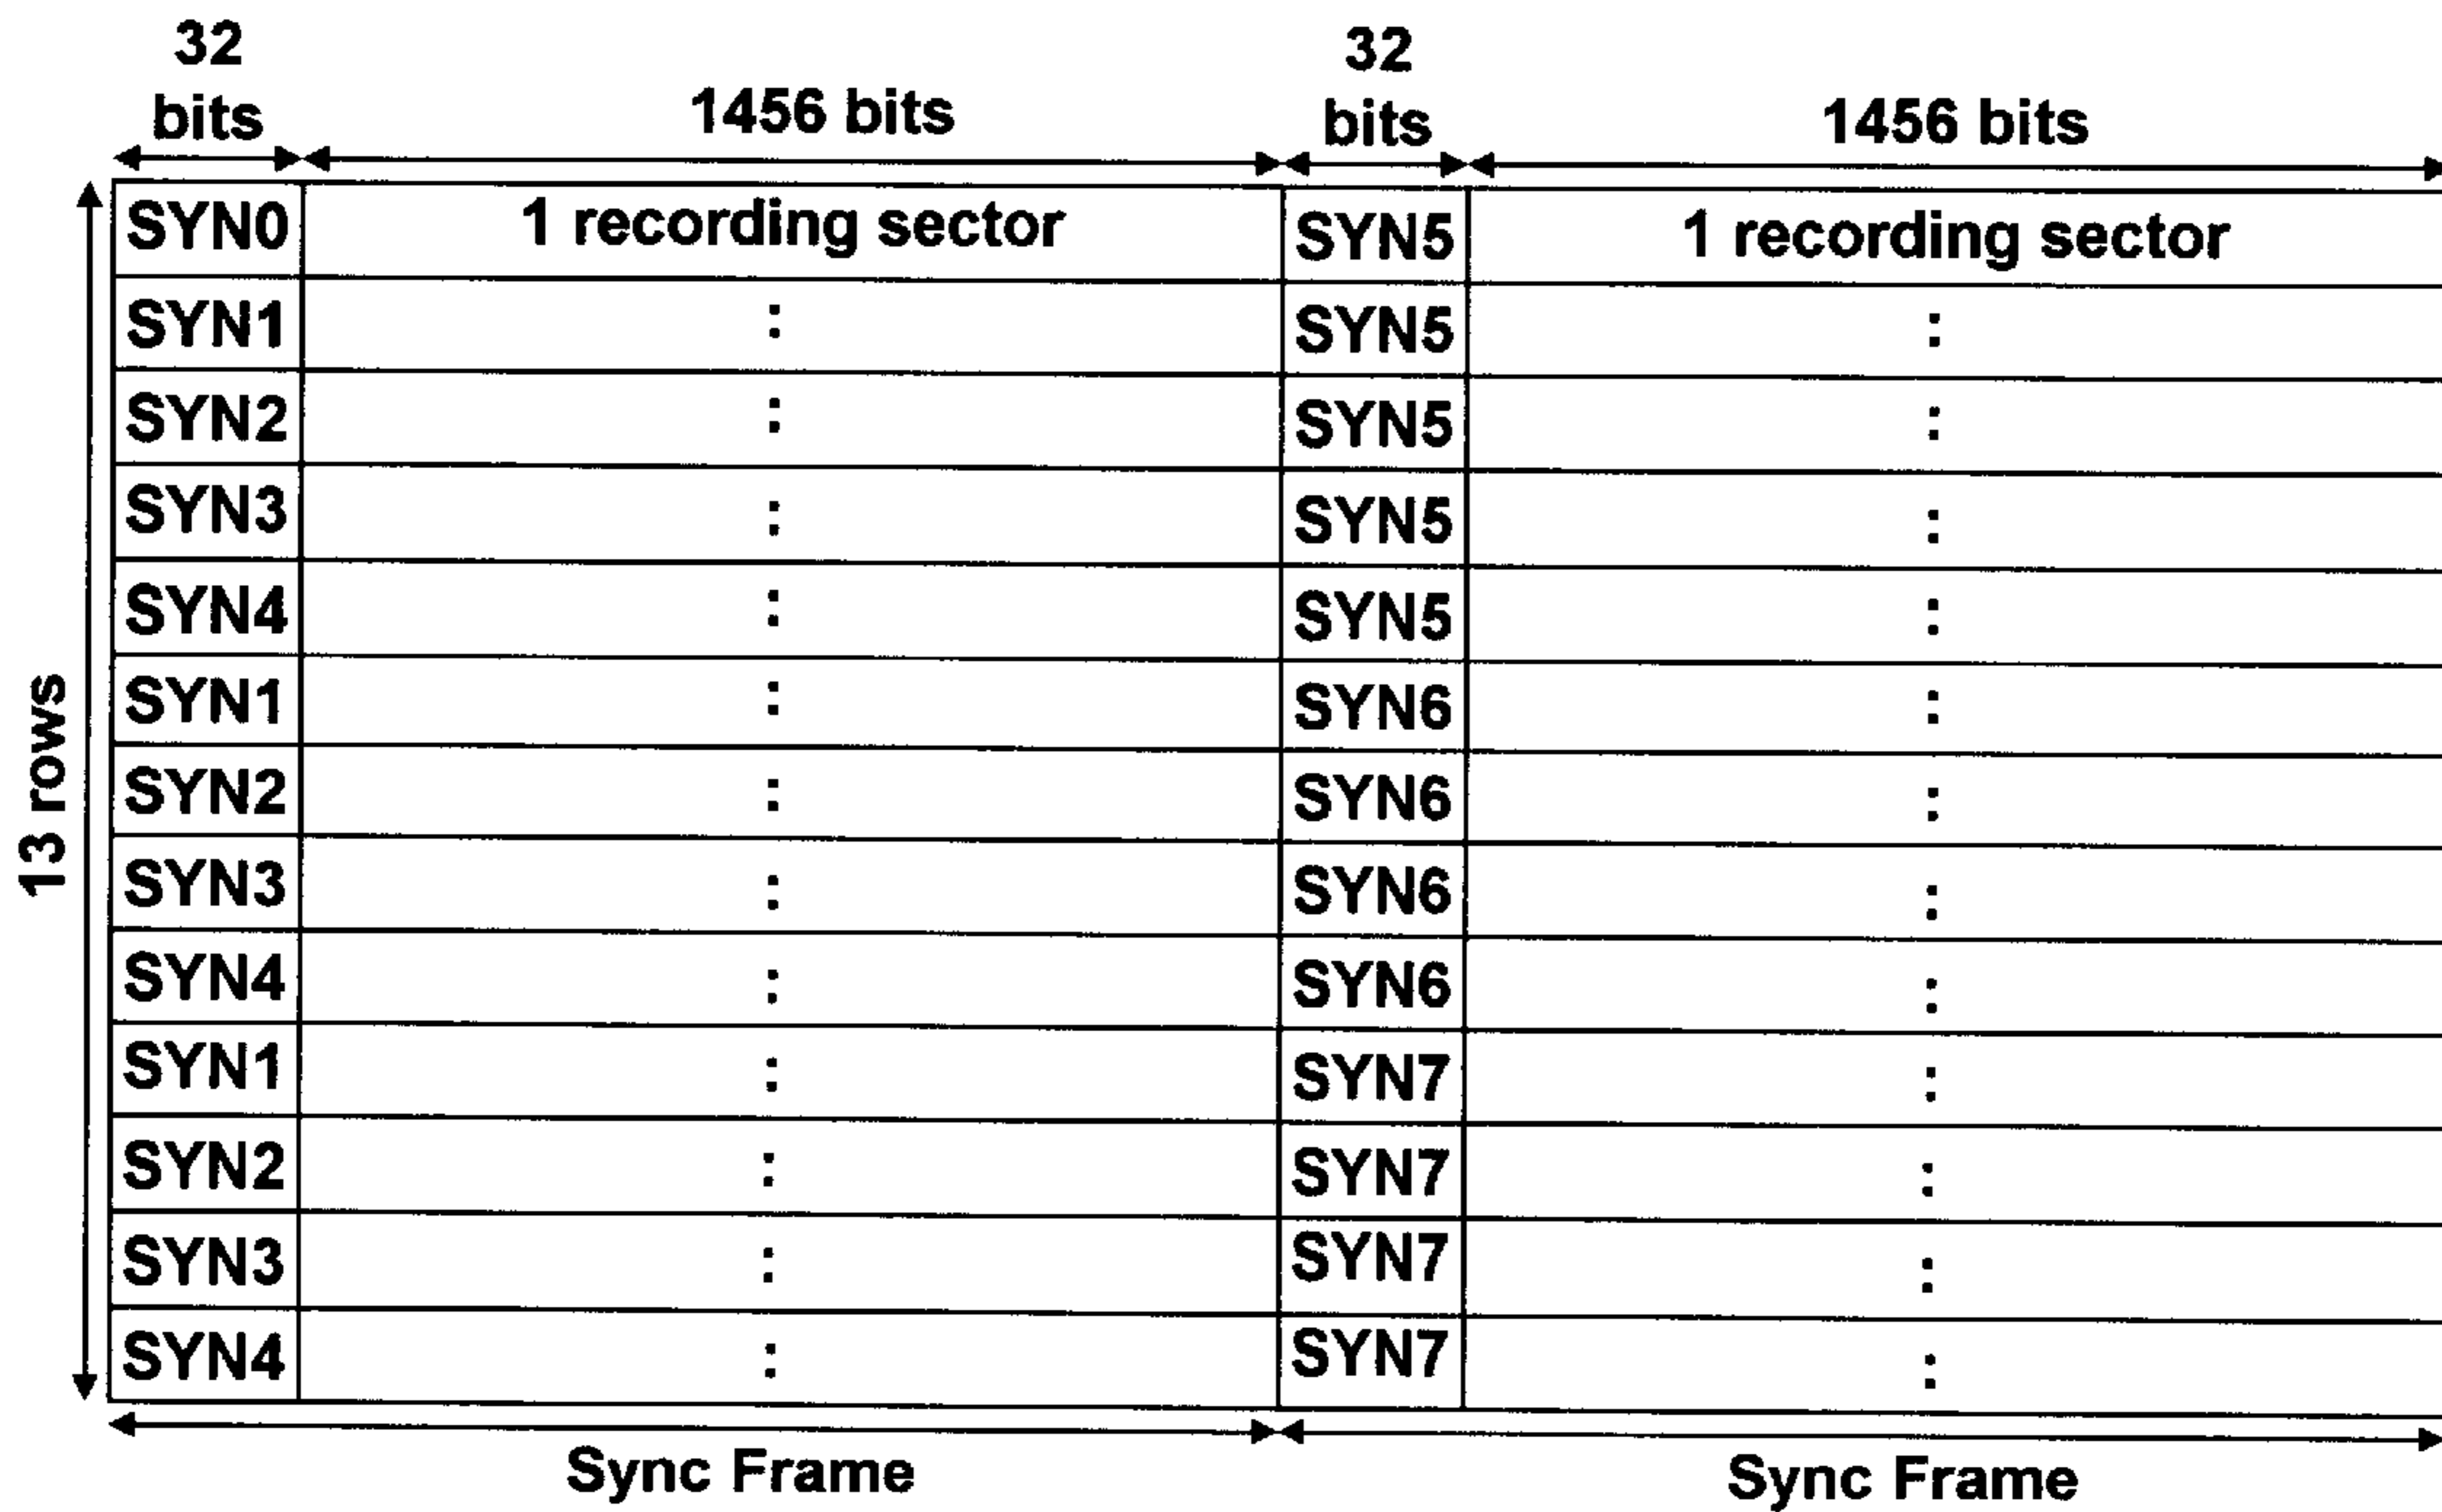 32 bits
1456 bits
32 bits
1456 bits
13 rows
SYN0 1 recording sector SYN5 1 recording sector
SYN1 : SYN5 :
SYN2 : SYN5 :
SYN3 : SYN5 :
SYN4 : SYN5 :
SYN1 : SYN6 :
SYN2 : SYN6 :
SYN3 : SYN6 :
SYN4 : SYN6 :
SYN1 : SYN7 :
SYN2 : SYN7 :
SYN3 : SYN7 :
SYN4 : SYN7 :
Sync Frame
Sync Frame